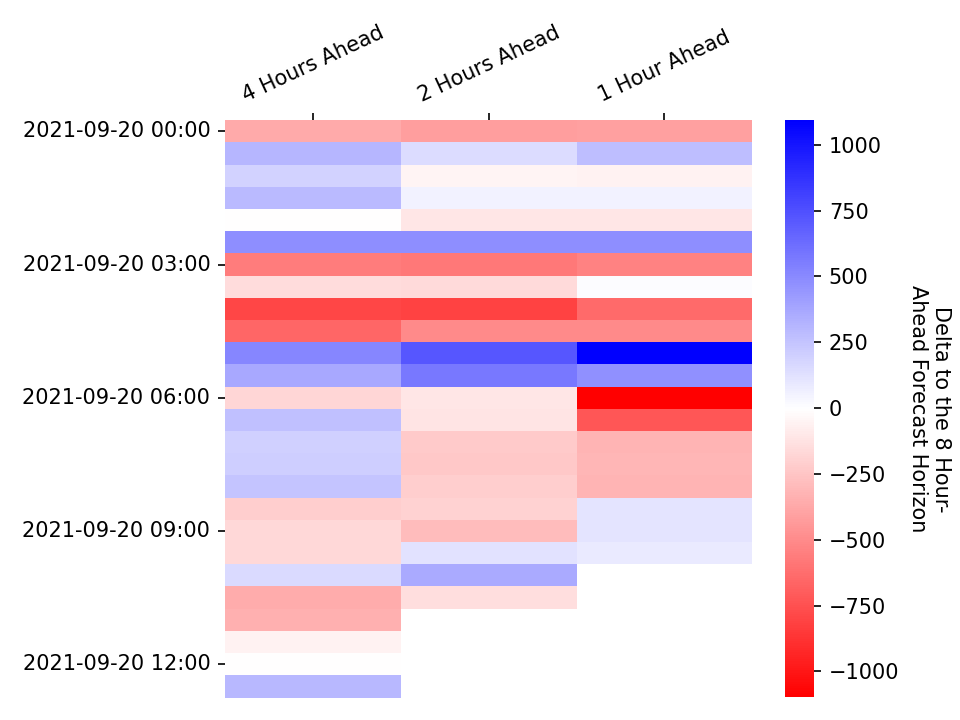 4 Hours Ahead
2 Hours Ahead
1 Hour Ahead
2021-09-20 00:00
2021-09-20 03:00
2021-09-20 06:00
2021-09-20 09:00
2021-09-20 12:00
1000
750
500
250
0
−250
−500
−750
−1000
Delta to the 8 Hour-
Ahead Forecast Horizon